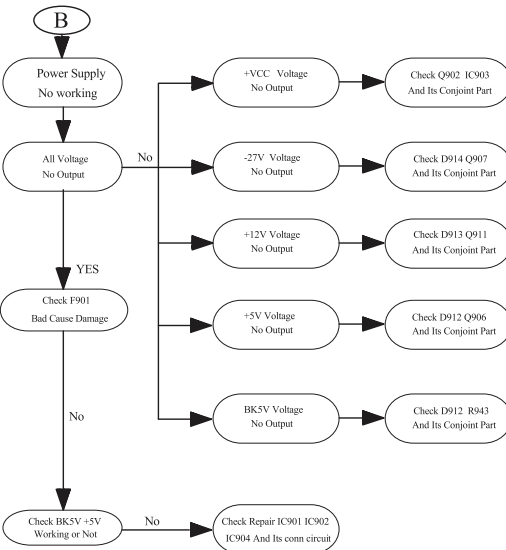 B
Power Supply
No working
All Voltage
No Output
No
YES
Check F901
Bad Cause Damage
No
Check BK5V +5V
Working or Not
No
Check Repair IC901 IC902
IC904 And Its conn circuit
+VCC Voltage
No Output
Check Q902 IC903
And Its Conjoint Part
-27V Voltage
No Output
Check D914 Q907
And Its Conjoint Part
+12V Voltage
No Output
Check D913 Q911
And Its Conjoint Part
+5V Voltage
No Output
Check D912 Q906
And Its Conjoint Part
BK5V Voltage
No Output
Check D912 R943
And Its Conjoint Part